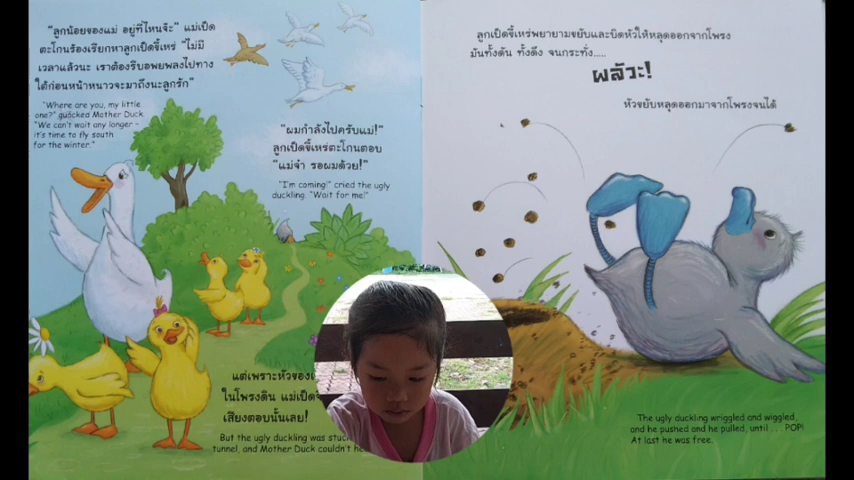 "ลูกน้อยของแม่ อยู่ที่ไหนจ๊ะ" แม่เป็ด
ตะโกนร้องเรียกหาลูกเป็ดขี้เหร่ "ไม่มี
เวลาแล้วนะ เราต้องรีบอพยพลงไปทาง
ใต้ก่อนหน้าหนาวจะมาถึงนะลูกรัก"
"Where are you, my little
one?" quacked Mother Duck.
"We can't wait any longer –
it's time to fly south
for the winter."
"ผมกำลังไปครับแม่!"
ลูกเป็ดขี้เหร่ตะโกนตอบ
"แม่จ๋า รอผมด้วย!"
"I'm coming!" cried the ugly
duckling. "Wait for me!"
แต่เพราะหัวของ
ในโพรงดิน แม่เป็ด
เสียงตอบนั้นเลย!
But the ugly duckling was stuck
tunnel, and Mother Duck couldn't
ลูกเป็ดขี้เหร่พยายามขยับและบิดหัวให้หลุดออกจากโพรง
มันทั้งดัน ทั้งดึง จนกระทั่ง.....
ผลัวะ!
หัวขยับหลุดออกมาจากโพรงจนได้
The ugly duckling wriggled and wiggled,
and he pushed and he pulled, until . . . POP!
At last he was free.